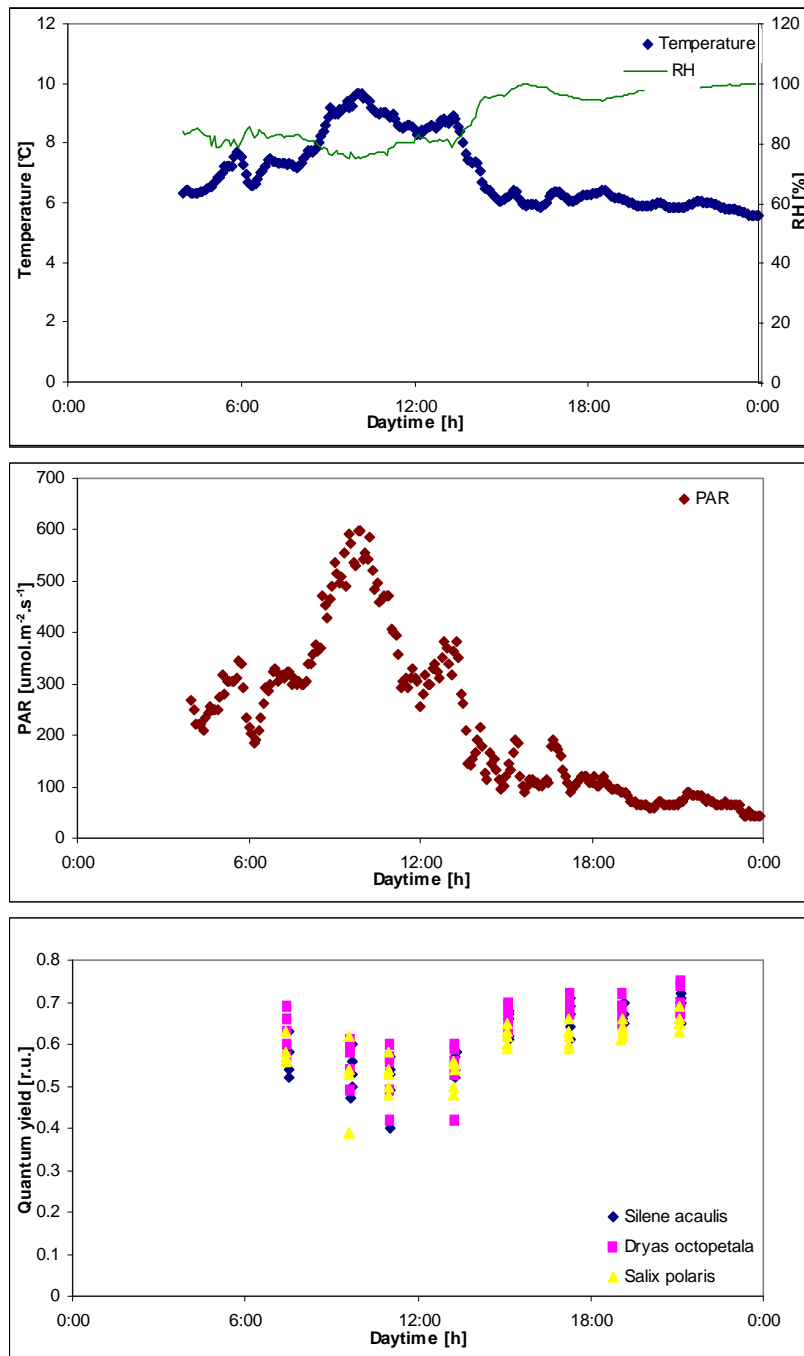 12 120
10 100
8 80
6 60
4 40
2 20
0 0
Temperature [°C]
RH [%]
Temperature
RH
0:00 6:00 12:00 18:00 0:00
Daytime [h]
700
600
500
400
300
200
100
0
PAR [umol.m-2.s-1]
PAR
0:00 6:00 12:00 18:00 0:00
Daytime [h]
0.8
0.7
0.6
0.5
0.4
0.3
0.2
0.1
0
Quantum yield [r.u.]
Silene acaulis
Dryas octopetala
Salix polaris
0:00 6:00 12:00 18:00 0:00
Daytime [h]